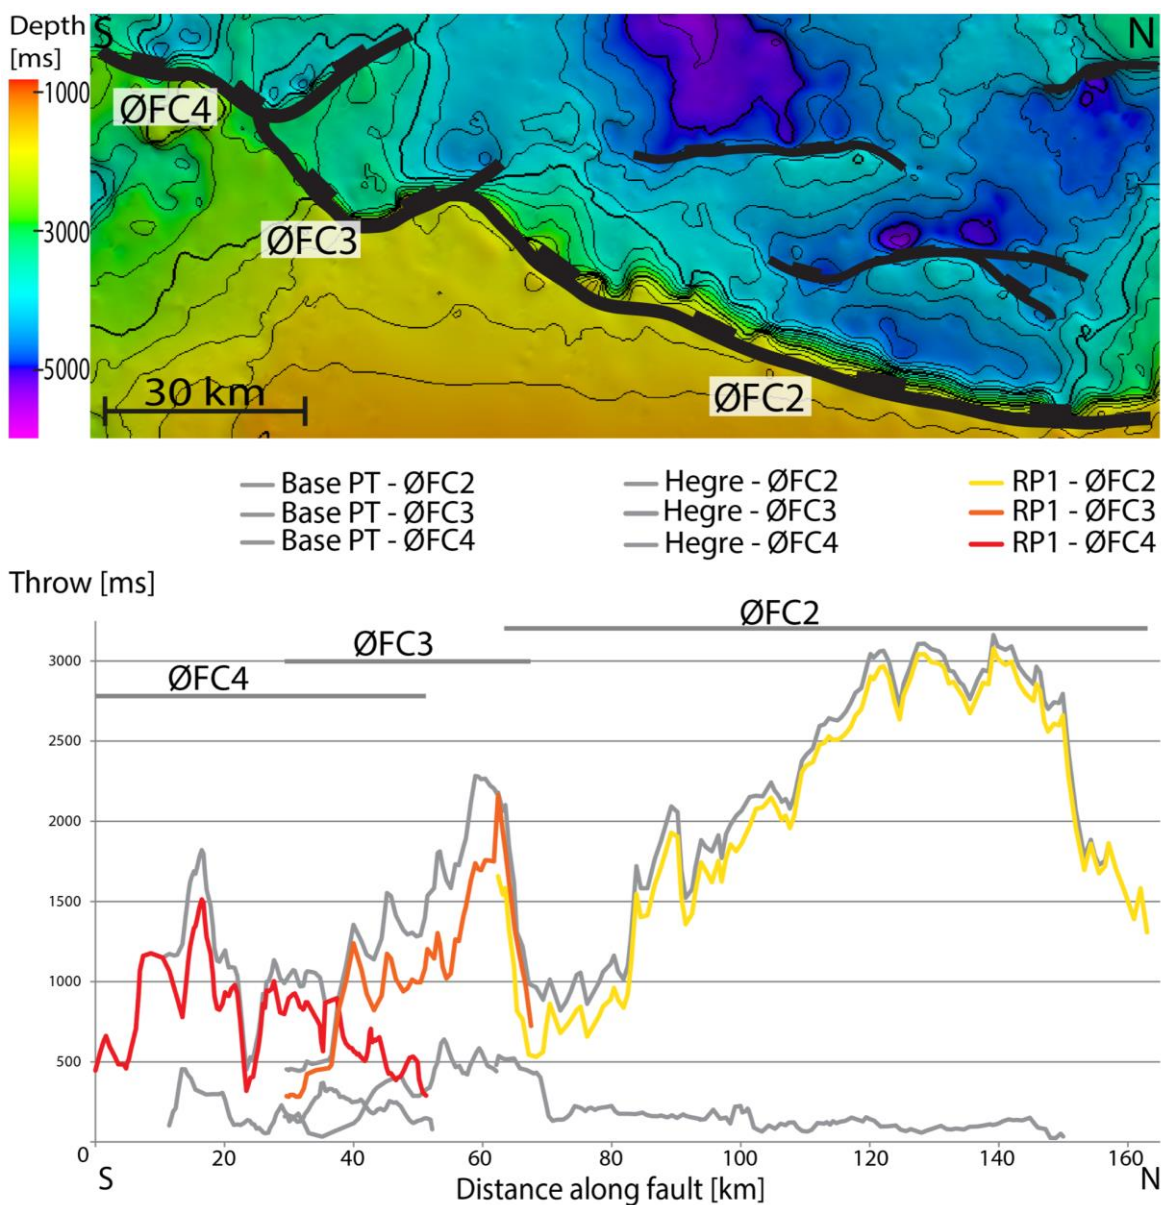 Depth
[ms]
S
N
1000
3000
5000
ØFC4
ØFC3
ØFC2
30 km
Base PT - ØFC2
Base PT - ØFC3
Base PT - ØFC4
Hegre - ØFC2
Hegre - ØFC3
Hegre - ØFC4
RP1 - ØFC2
RP1 - ØFC3
RP1 - ØFC4
Throw [ms]
ØFC2
ØFC3
ØFC4
3000
2500
2000
1500
1000
500
0
0 20 40 60 80 100 120 140 160
S
Distance along fault [km]
N